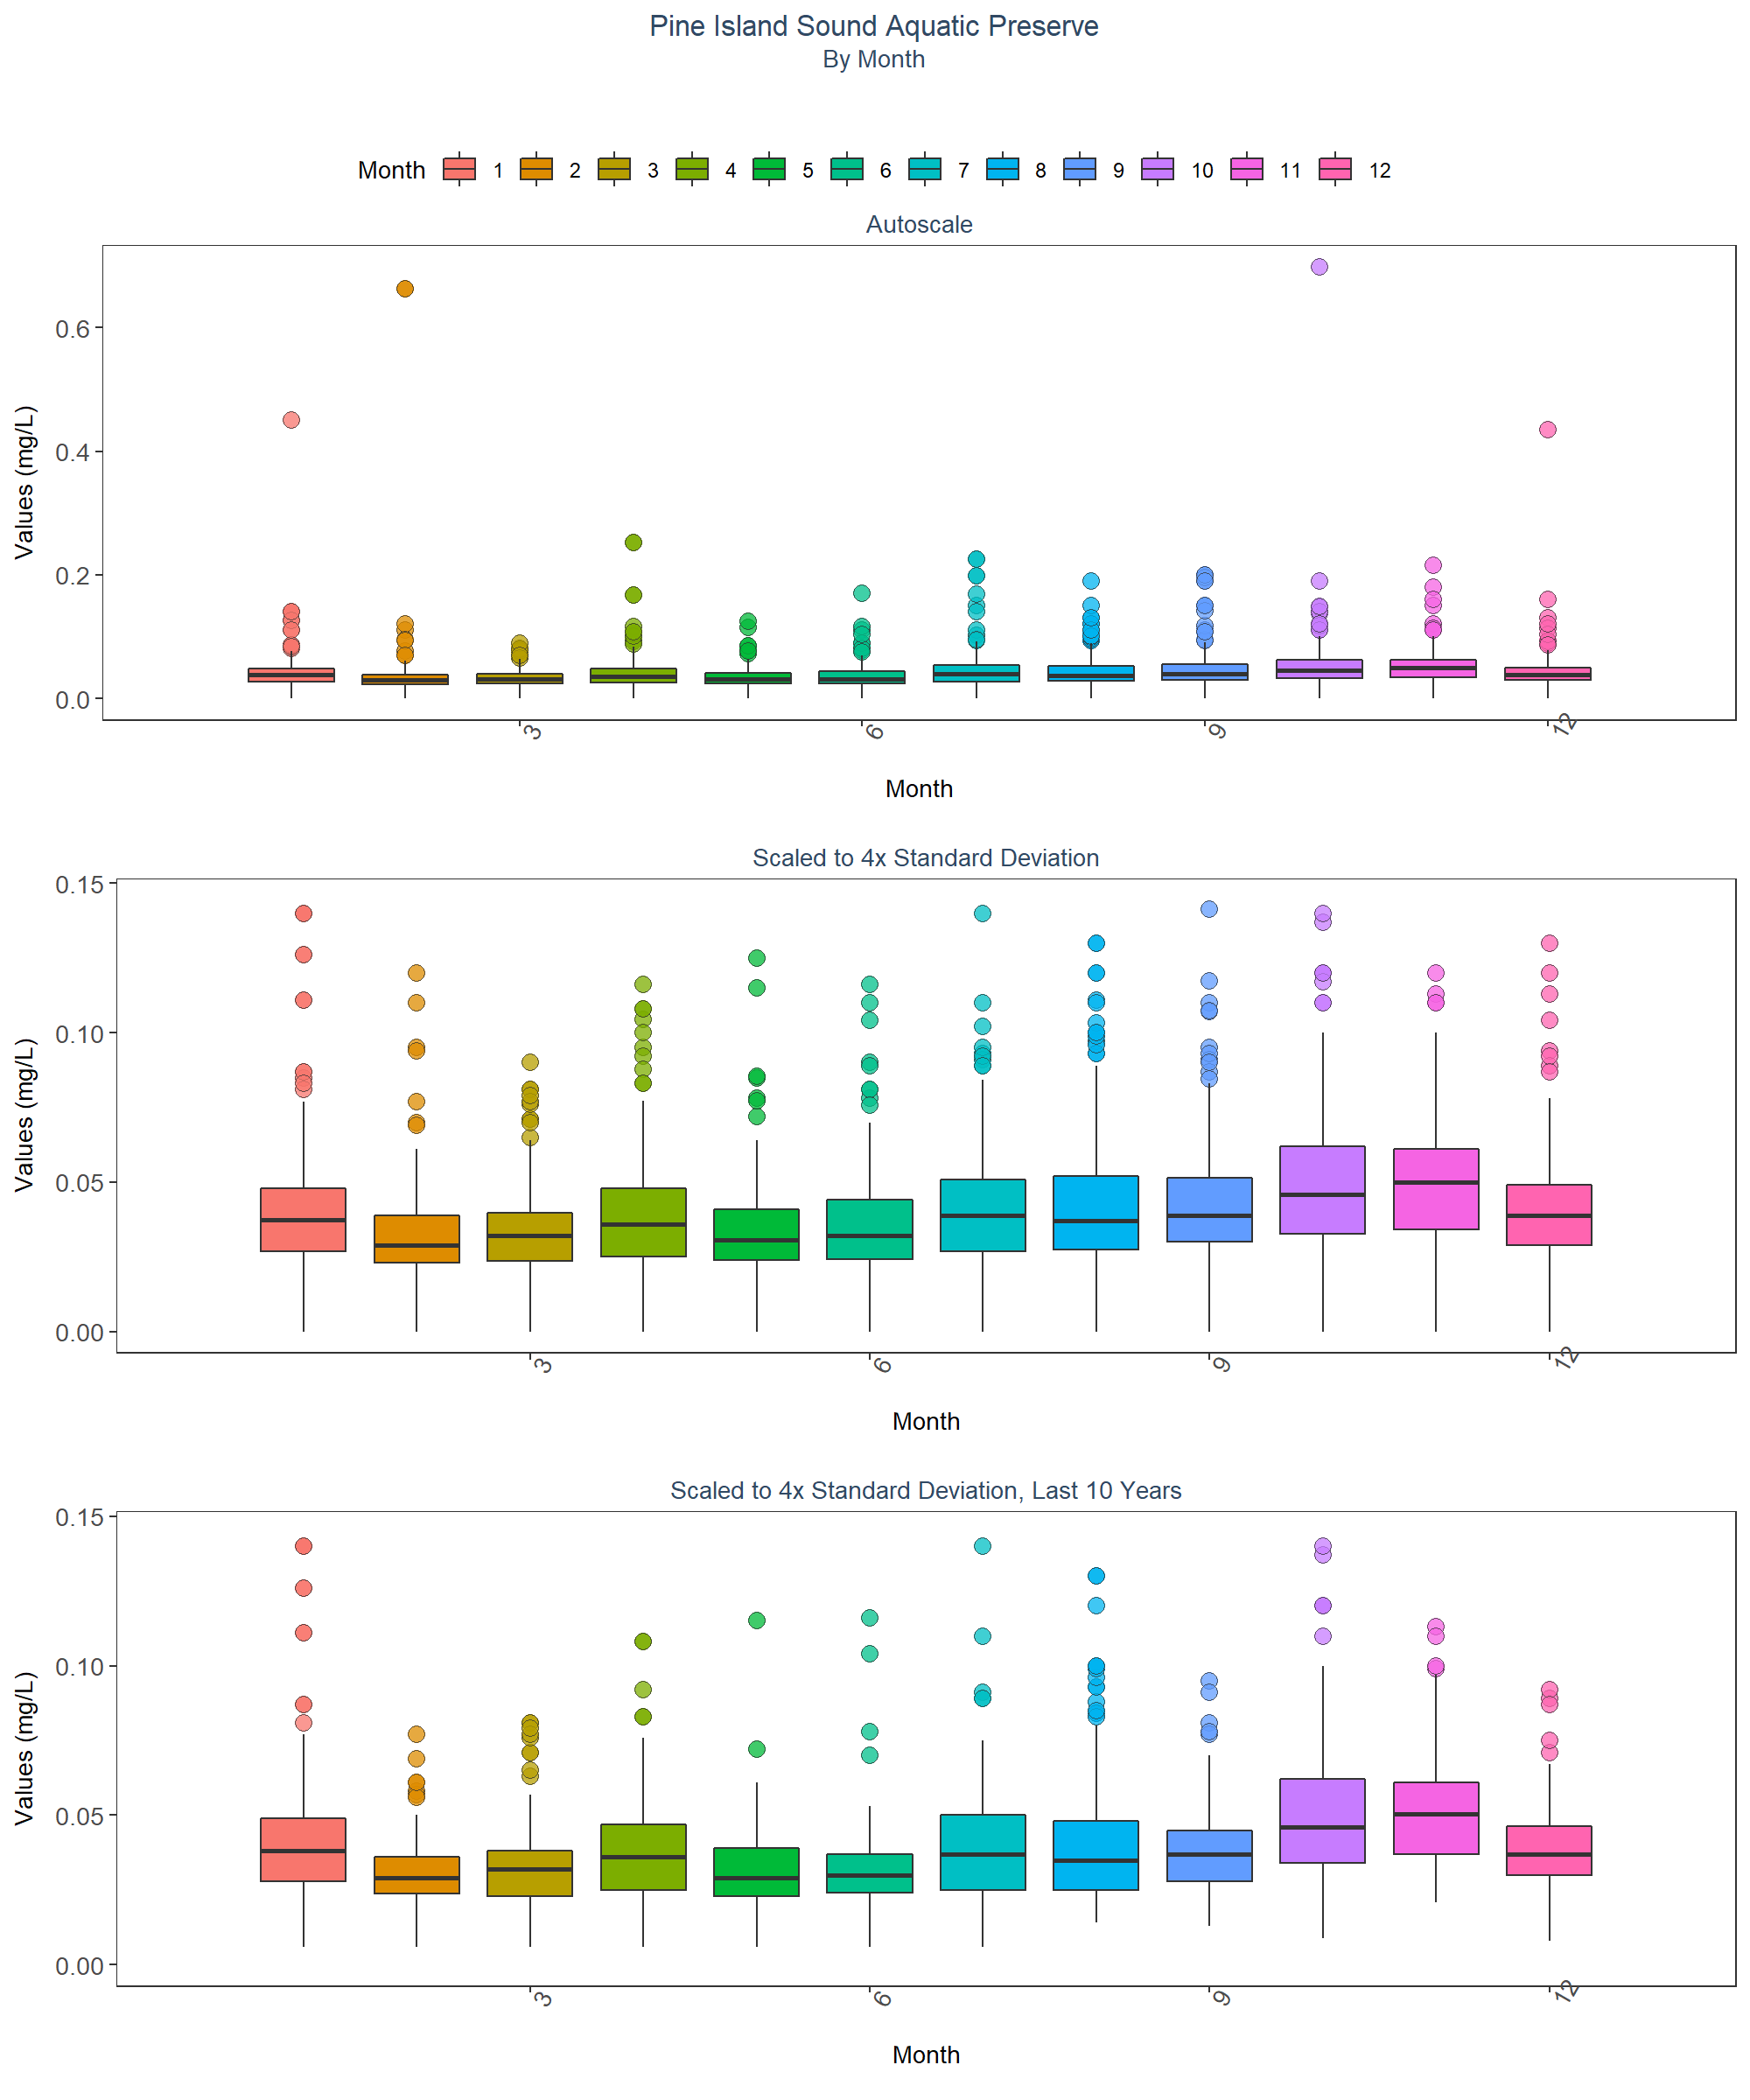 Pine Island Sound Aquatic Preserve
By Month
Month 1 2 3 4 5 6 7 8 9 10 11 12
Autoscale
Values (mg/L)
0.6
0.4
0.2
0.0
3 6 9 12
Month
Scaled to 4x Standard Deviation
Values (mg/L)
0.15
0.10
0.05
0.00
3 6 9 12
Month
Scaled to 4x Standard Deviation, Last 10 Years
Values (mg/L)
0.15
0.10
0.05
0.00
3 6 9 12
Month